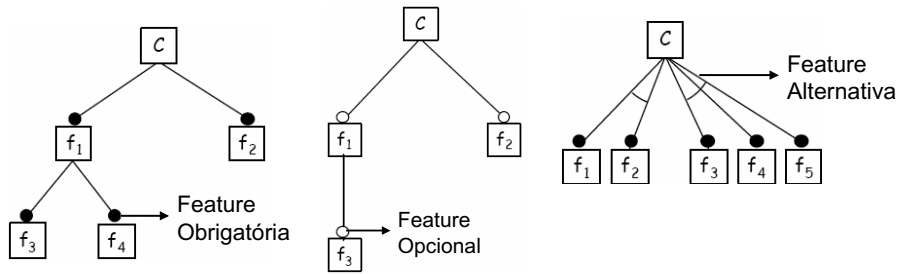 C
f₁
f₂
f₃
f₄
Feature
Obrigatória
C
f₁
f₂
f₃
Feature
Opcional
C
Feature
Alternativa
f₁
f₂
f₃
f₄
f₅